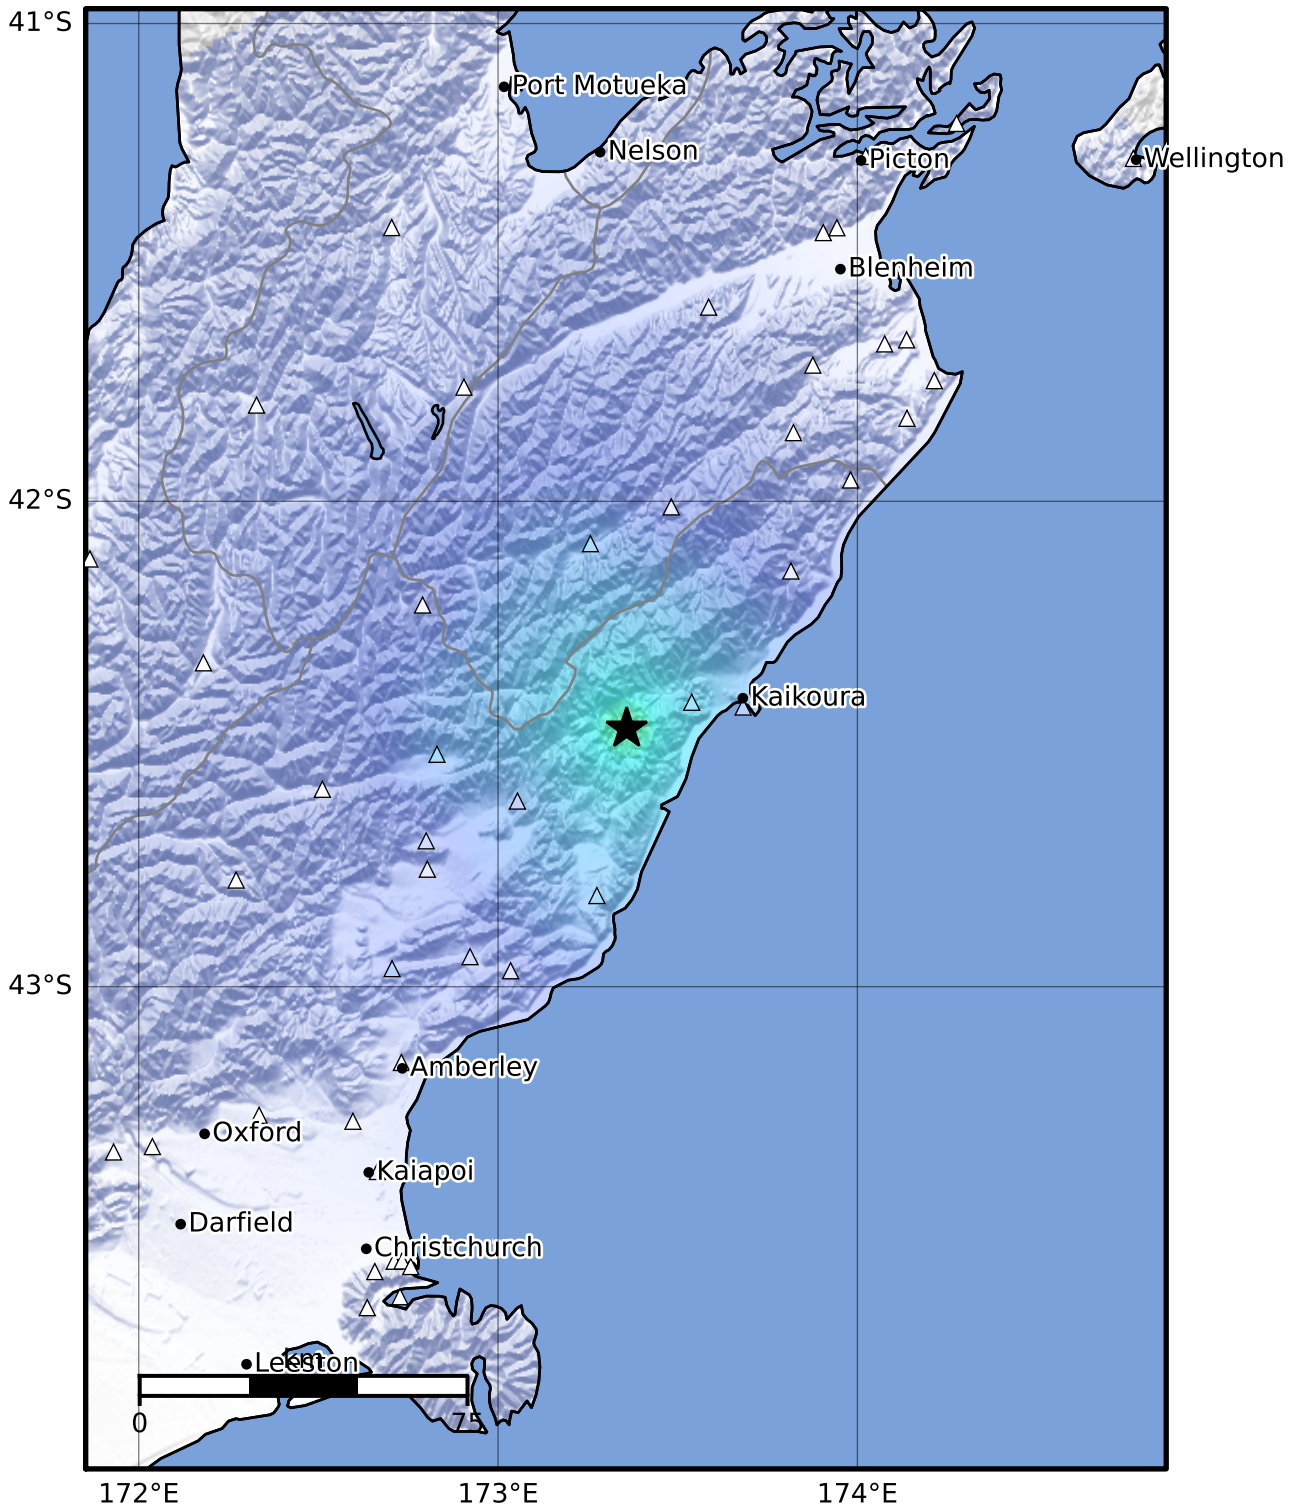 41°S
Port Motueka
Nelson
Picton
Wellington
Blenheim
42°S
Kaikoura
43°S
Amberley
Oxford
Kaiapoi
Darfield
Christchurch
km
Leeston
0 75
172°E 173°E 174°E